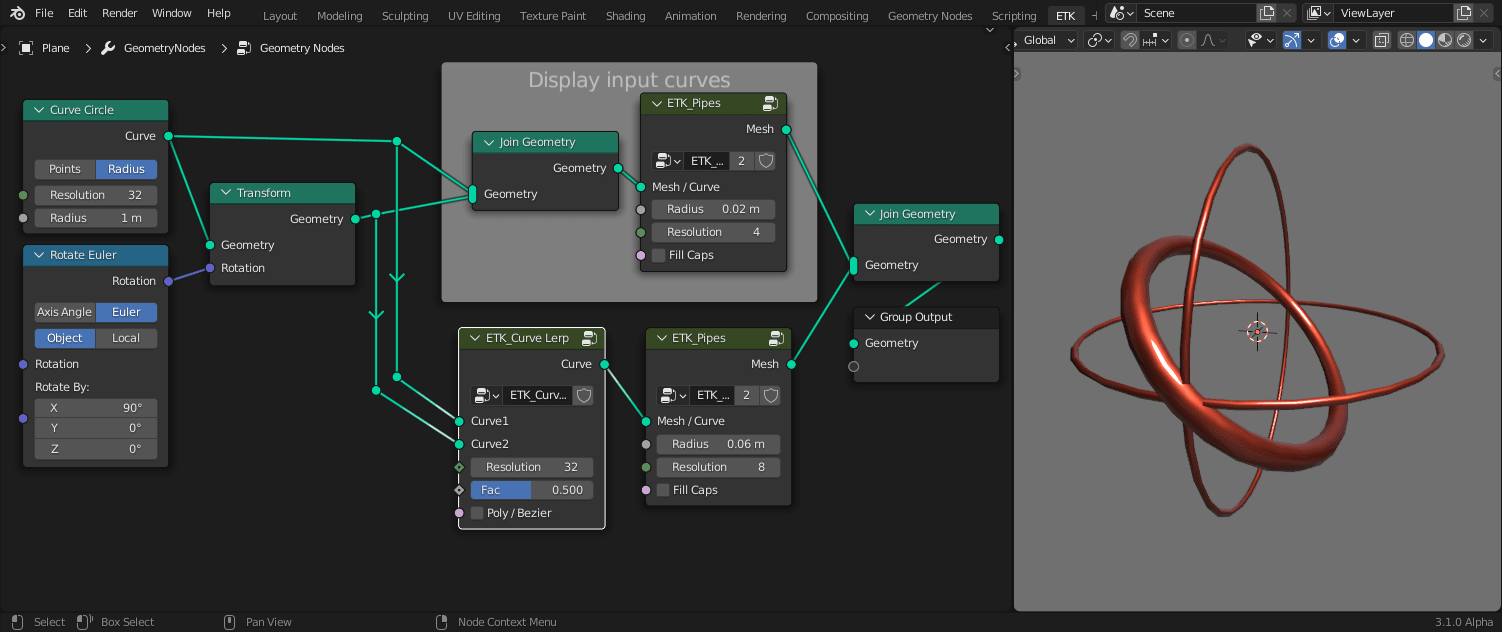 File Edit Render Window Help
Layout Modeling Sculpting UV Editing Texture Paint Shading Animation Rendering Compositing Geometry Nodes Scripting ETK
Scene
ViewLayer
Plane GeometryNodes Geometry Nodes
Global
Curve Circle
Curve
Points Radius
Resolution 32
Radius 1 m
Rotate Euler
Rotation
Axis Angle Euler
Object Local
Rotation
Rotate By:
X 90°
Y 0°
Z 0°
Transform
Geometry
Geometry
Rotation
Display input curves
Join Geometry
Geometry
Geometry
ETK_Pipes
Mesh
ETK_... 2
Mesh / Curve
Radius 0.02 m
Resolution 4
Fill Caps
ETK_Curve Lerp
Curve
ETK_Curv...
Curve1
Curve2
Resolution 32
Fac 0.500
Poly / Bezier
ETK_Pipes
Mesh
ETK_... 2
Mesh / Curve
Radius 0.06 m
Resolution 8
Fill Caps
Join Geometry
Geometry
Geometry
Group Output
Geometry
Select Box Select Pan View Node Context Menu
3.1.0 Alpha